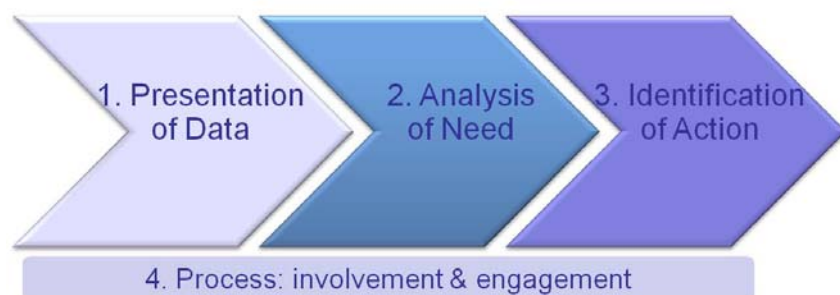 1. Presentation
of Data
2. Analysis
of Need
3. Identification
of Action
4. Process: involvement & engagement